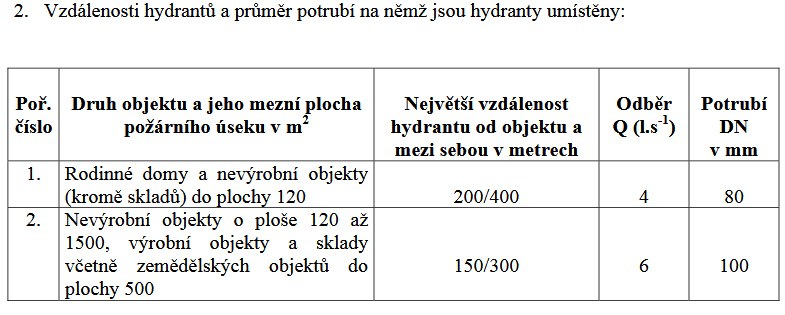 2. Vzdálenosti hydrantů a průměr potrubí na němž jsou hydranty umístěny:
Poř. číslo
Druh objektu a jeho mezní plocha
požárního úseku v m²
Největší vzdálenost
hydrantu od objektu a
mezi sebou v metrech
Odběr
Q (l.s⁻¹)
Potrubí
DN
v mm
1.
Rodinné domy a nevýrobní objekty
(kromě skladů) do plochy 120
200/400
4
80
2.
Nevýrobní objekty o ploše 120 až
1500, výrobní objekty a sklady
včetně zemědělských objektů do
plochy 500
150/300
6
100